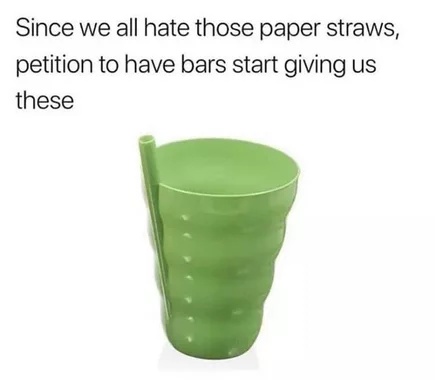 Since we all hate those paper straws,
petition to have bars start giving us
these